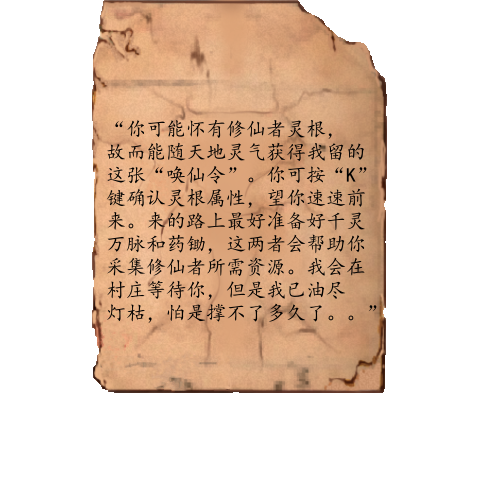 “你可能怀有修仙者灵根，
故而能随天地灵气获得我留的
这张“唤仙令”。你可按“K”
键确认灵根属性，望你速速前
来。来的路上最好准备好千灵
万脉和药锄，这两者会帮助你
采集修仙者所需资源。我会在
村庄等待你，但是我已油尽
灯枯，怕是撑不了多久了。。”